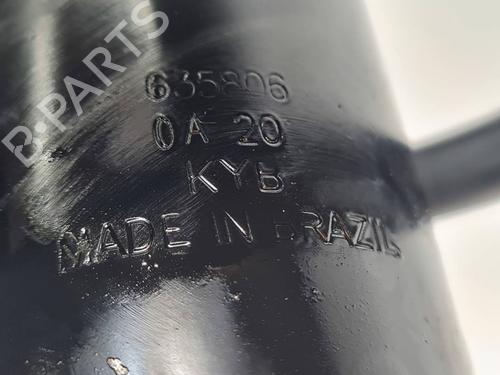 B-PARTS
635806
0A 20
KYB
MADE IN BRAZIL